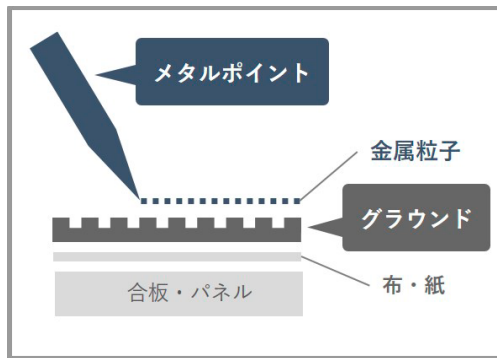 メタルポイント
金属粒子
グラウンド
布・紙
合板・パネル